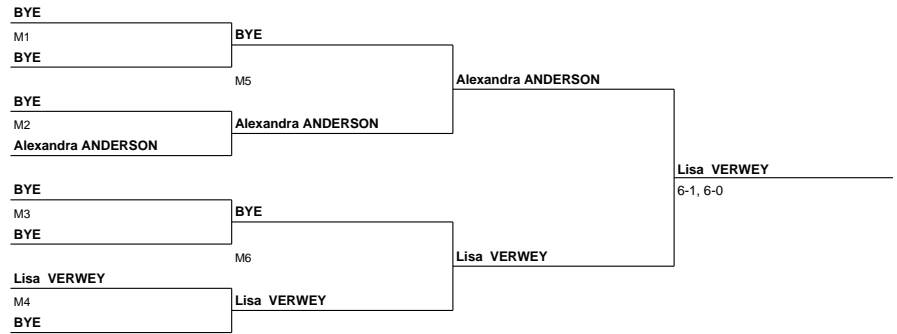 BYE
M1
BYE
BYE
M5
Alexandra ANDERSON
BYE
M2
Alexandra ANDERSON
Alexandra ANDERSON
Lisa VERWEY
6-1, 6-0
BYE
M3
BYE
BYE
M6
Lisa VERWEY
Lisa VERWEY
M4
Lisa VERWEY
BYE